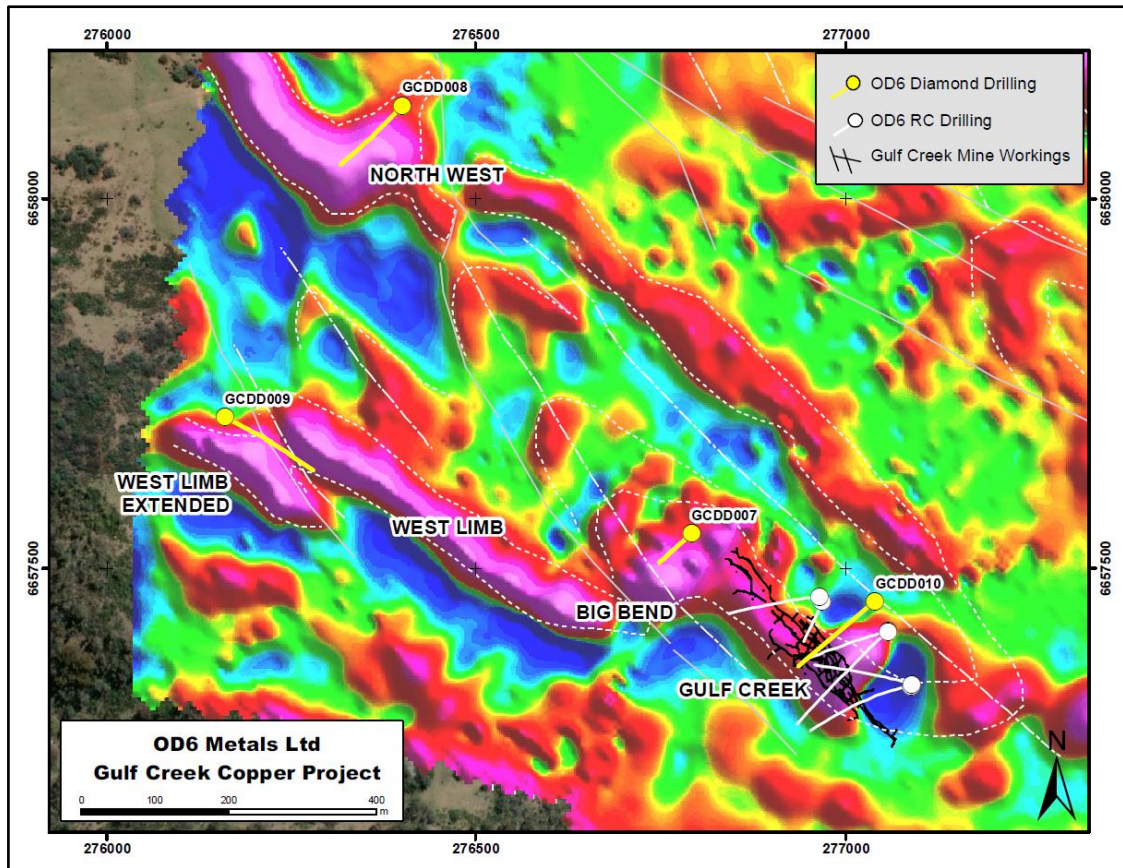 276000
276500
277000
OD6 Diamond Drilling
OD6 RC Drilling
Gulf Creek Mine Workings
GCDD008
NORTH WEST
6658000
6658000
GCDD009
WEST LIMB
EXTENDED
WEST LIMB
GCDD007
6657500
6657500
BIG BEND
GCDD010
GULF CREEK
OD6 Metals Ltd
Gulf Creek Copper Project
0 100 200 400
m
N
276000
276500
277000